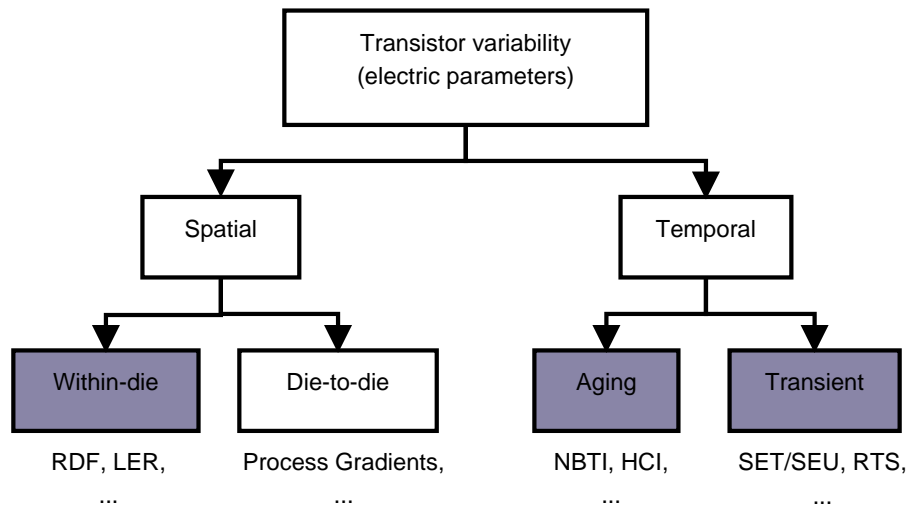 Transistor variability
(electric parameters)
Spatial
Temporal
Within-die
Die-to-die
Aging
Transient
RDF, LER,
...
Process Gradients,
...
NBTI, HCI,
...
SET/SEU, RTS,
...